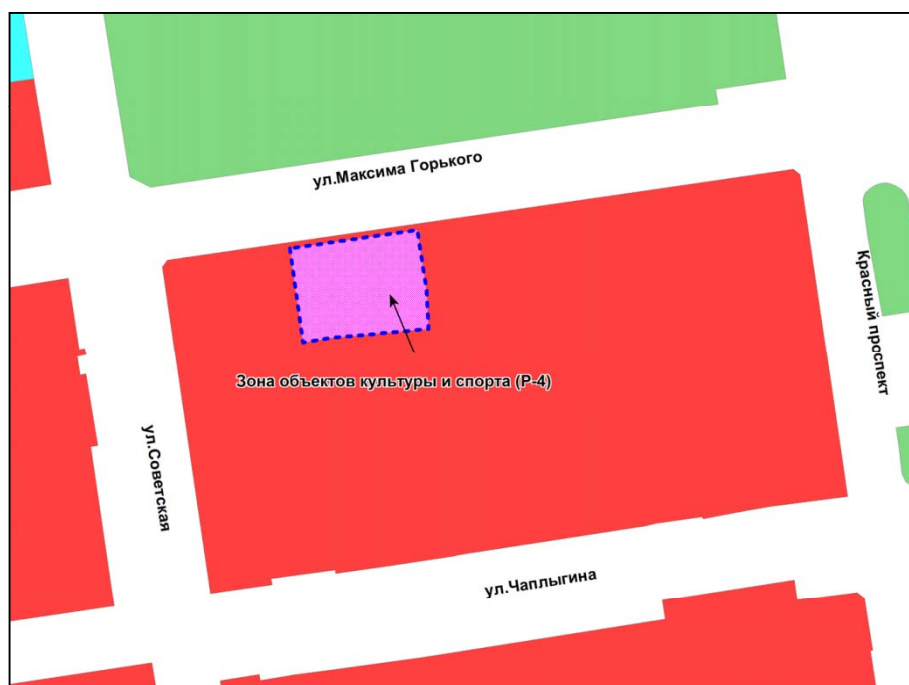 ул.Максима Горького
Красный проспект
Зона объектов культуры и спорта (Р-4)
ул.Советская
ул.Чаплыгина